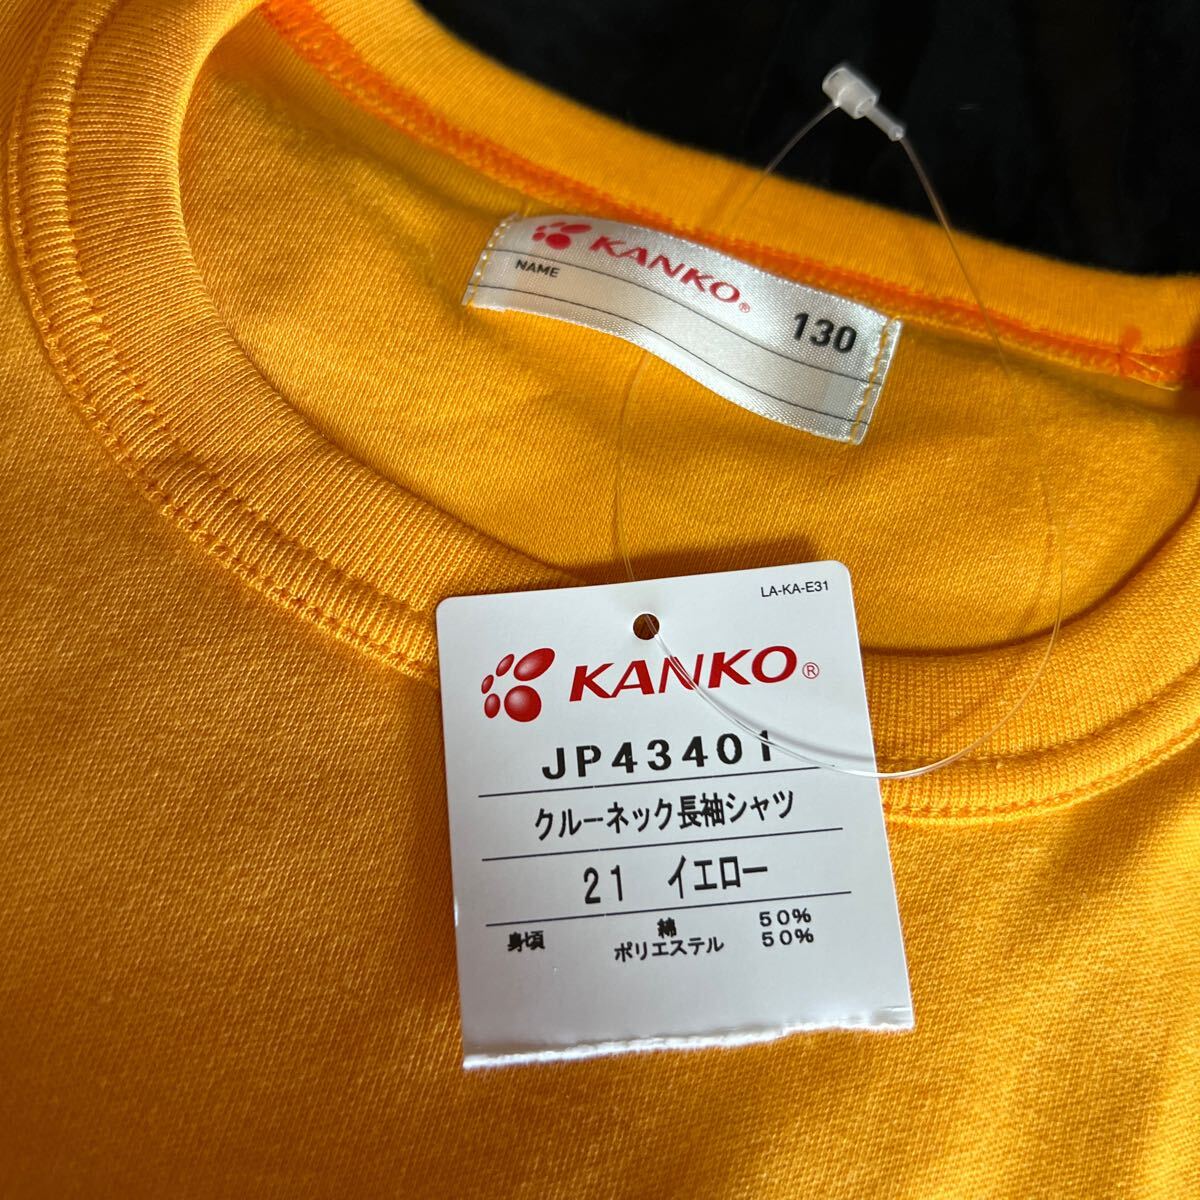 KANKO®
NAME
130
LA-KA-E31
KANKO®
JP43401
クルーネック長袖シャツ
21 イエロー
身頃 綿 50%
ポリエステル 50%